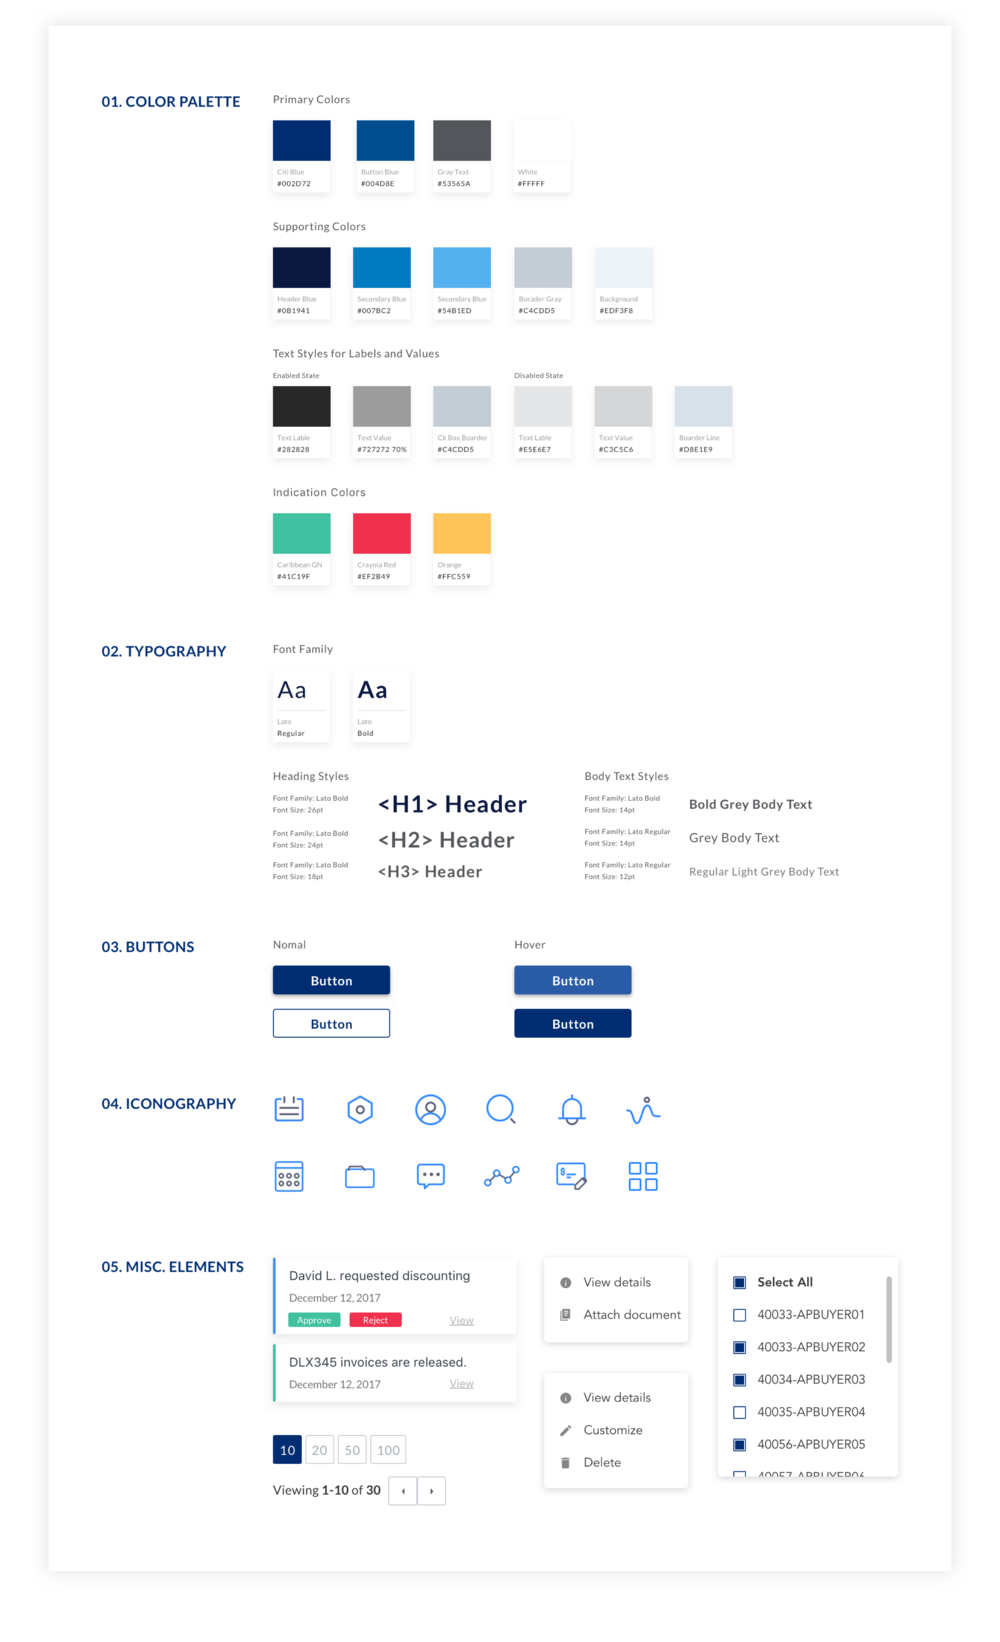 01. COLOR PALETTE
Primary Colors
Citi Blue
#002D72
Button Blue
#004D8E
Gray Text
#53565A
White
#FFFFF
Supporting Colors
Header Blue
#0B1941
Secondary Blue
#007BC2
Secondary Blue
#54B1ED
Borader Gray
#C4CDD5
Background
#EDF3F8
Text Styles for Labels and Values
Enabled State
Disabled State
Text Lable
#282828
Text Value
#727272 70%
Ck Box Boarder
#C4CDD5
Text Lable
#E5E6E7
Text Value
#C3C5C6
Boarder Line
#D8E1E9
Indication Colors
Caribbean GN
#41C19F
Crayola Red
#EF2B49
Orange
#FFC559
02. TYPOGRAPHY
Font Family
Aa
Lato
Regular
Aa
Lato
Bold
Heading Styles
Font Family: Lato Bold
Font Size: 26pt
<H1> Header
Font Family: Lato Bold
Font Size: 24pt
<H2> Header
Font Family: Lato Bold
Font Size: 18pt
<H3> Header
Body Text Styles
Font Family: Lato Bold
Font Size: 14pt
Bold Grey Body Text
Font Family: Lato Regular
Font Size: 14pt
Grey Body Text
Font Family: Lato Regular
Font Size: 12pt
Regular Light Grey Body Text
03. BUTTONS
Nomal
Hover
Button
Button
Button
Button
04. ICONOGRAPHY
$
05. MISC. ELEMENTS
David L. requested discounting
December 12, 2017
Approve
Reject
View
DLX345 invoices are released.
December 12, 2017
View
10
20
50
100
Viewing 1-10 of 30
View details
Attach document
View details
Customize
Delete
Select All
40033-APBUYER01
40033-APBUYER02
40034-APBUYER03
40035-APBUYER04
40056-APBUYER05
40057-APBUYER06